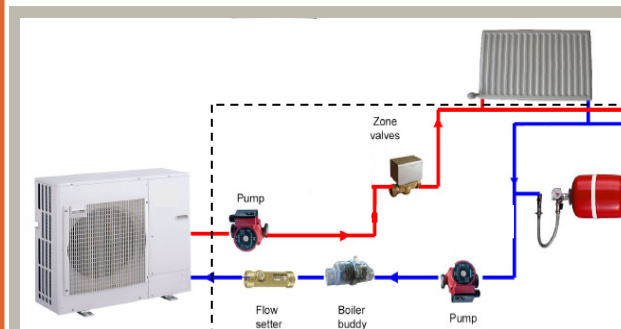 Zone
valves
Pump
Flow
setter
Boiler
buddy
Pump